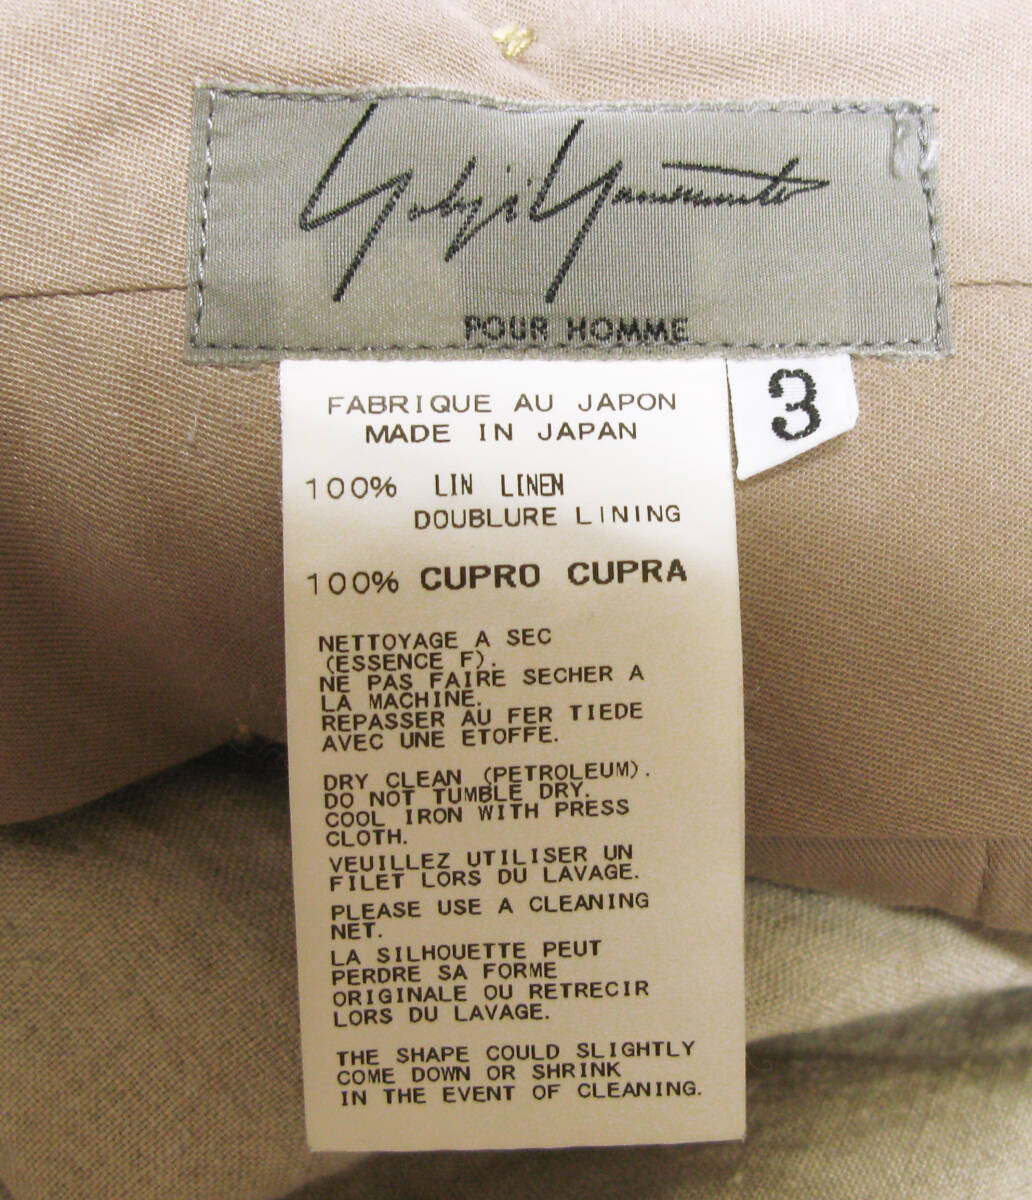 Yohji Yamamoto
POUR HOMME
3
FABRIQUE AU JAPON
MADE IN JAPAN
100% LIN LINEN
DOUBLURE LINING
100% CUPRO CUPRA
NETTOYAGE A SEC
(ESSENCE F).
NE PAS FAIRE SECHER A
LA MACHINE.
REPASSER AU FER TIEDE
AVEC UNE ETOFFE.
DRY CLEAN (PETROLEUM).
DO NOT TUMBLE DRY.
COOL IRON WITH PRESS
CLOTH.
VEUILLEZ UTILISER UN
FILET LORS DU LAVAGE.
PLEASE USE A CLEANING
NET.
LA SILHOUETTE PEUT
PERDRE SA FORME
ORIGINALE OU RETRECIR
LORS DU LAVAGE.
THE SHAPE COULD SLIGHTLY
COME DOWN OR SHRINK
IN THE EVENT OF CLEANING.